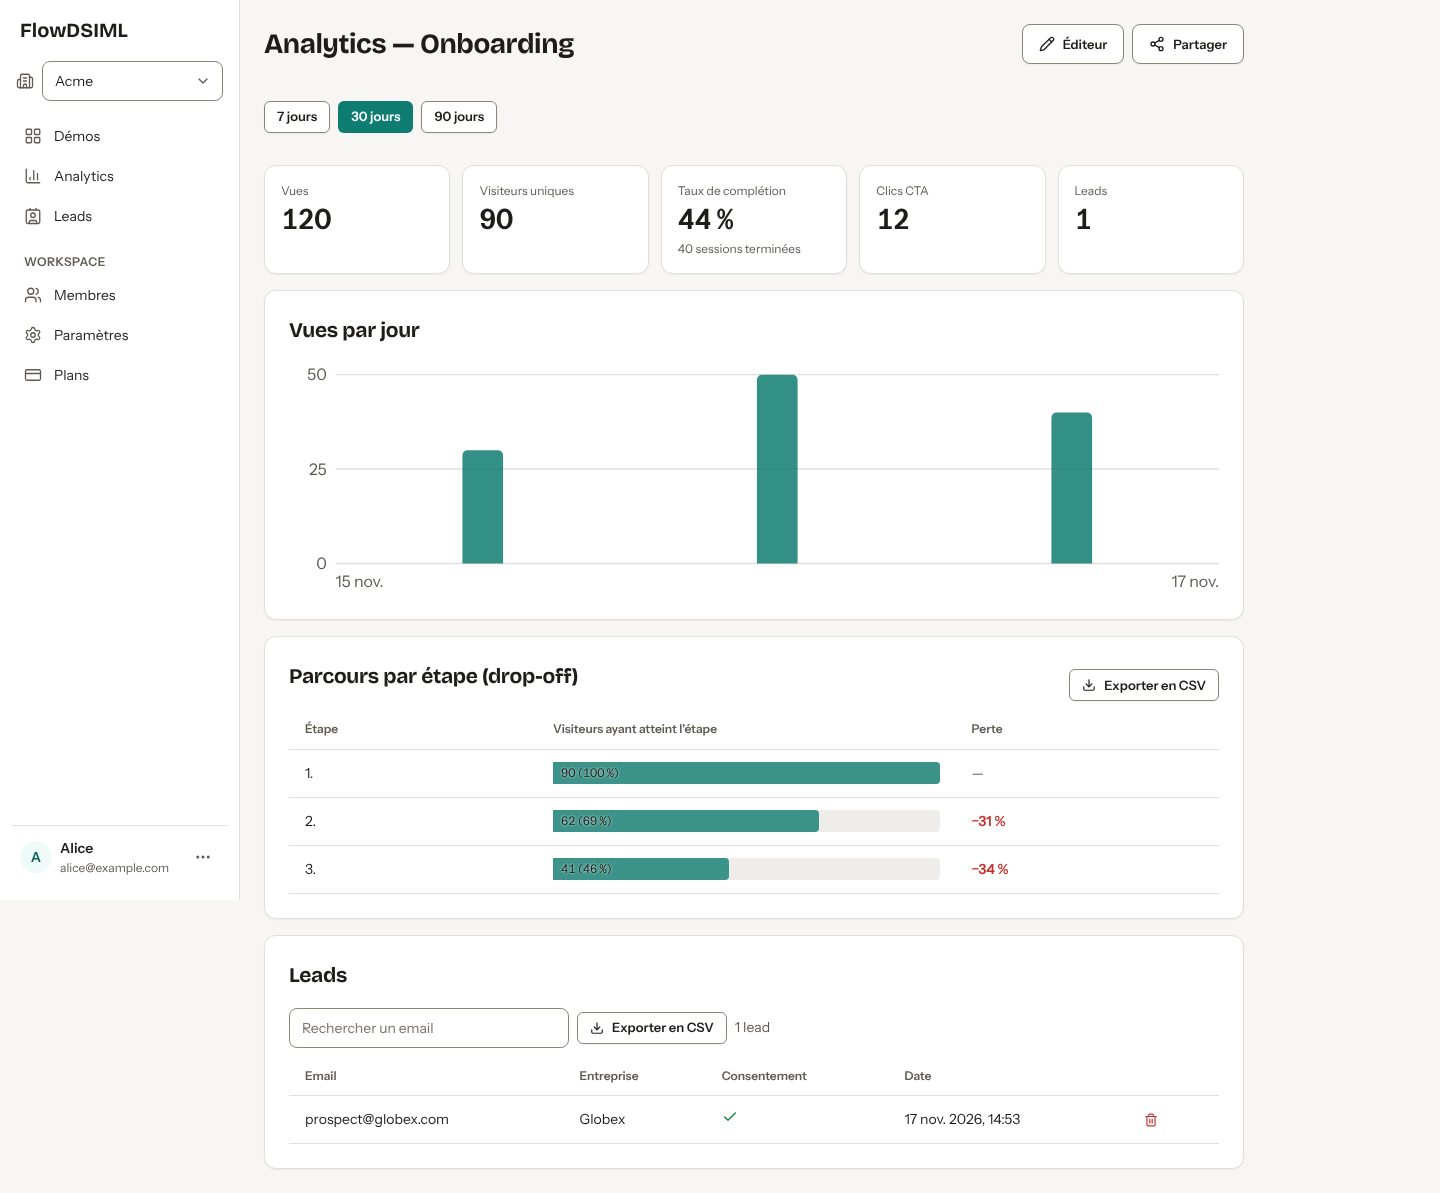 FlowDSIML
Acme
Démos
Analytics
Leads
WORKSPACE
Membres
Paramètres
Plans
A
Alice
alice@example.com
Analytics — Onboarding
Éditeur
Partager
7 jours
30 jours
90 jours
Vues
120
Visiteurs uniques
90
Taux de complétion
44 %
40 sessions terminées
Clics CTA
12
Leads
1
Vues par jour
50
25
0
15 nov.
17 nov.
Parcours par étape (drop-off)
Exporter en CSV
Étape
Visiteurs ayant atteint l'étape
Perte
1.
90 (100 %)
—
2.
62 (69 %)
−31 %
3.
41 (46 %)
−34 %
Leads
Rechercher un email
Exporter en CSV
1 lead
Email
Entreprise
Consentement
Date
prospect@globex.com
Globex
17 nov. 2026, 14:53